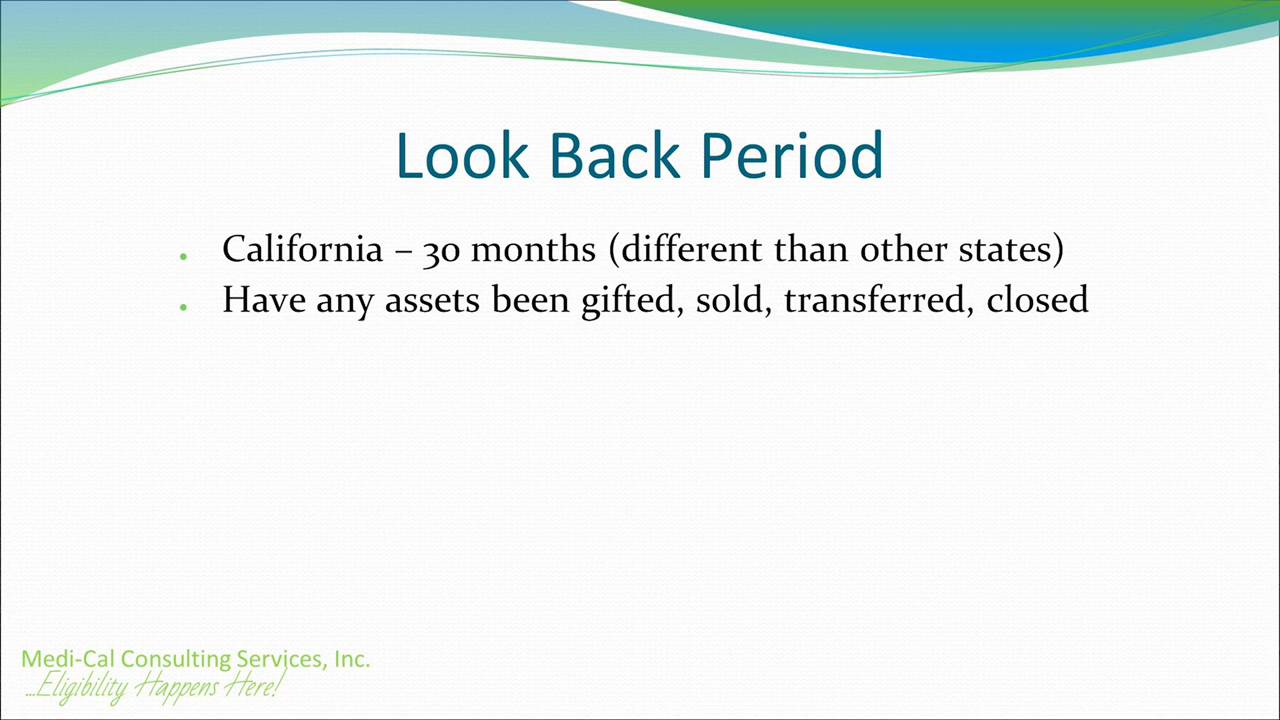 Look Back Period
• California – 30 months (different than other states)
• Have any assets been gifted, sold, transferred, closed
Medi-Cal Consulting Services, Inc.
...Eligibility Happens Here!